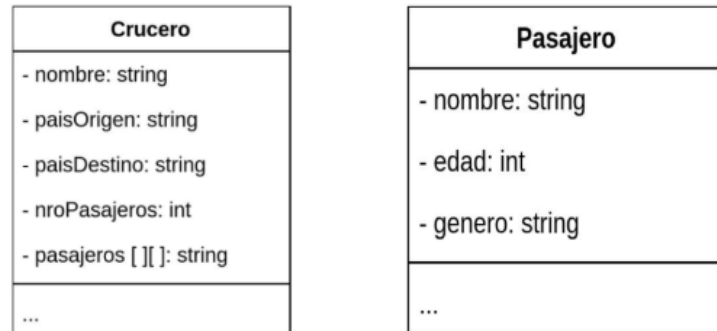 Crucero
- nombre: string
- paisOrigen: string
- paisDestino: string
- nroPasajeros: int
- pasajeros [ ][ ]: string
...
Pasajero
- nombre: string
- edad: int
- genero: string
...